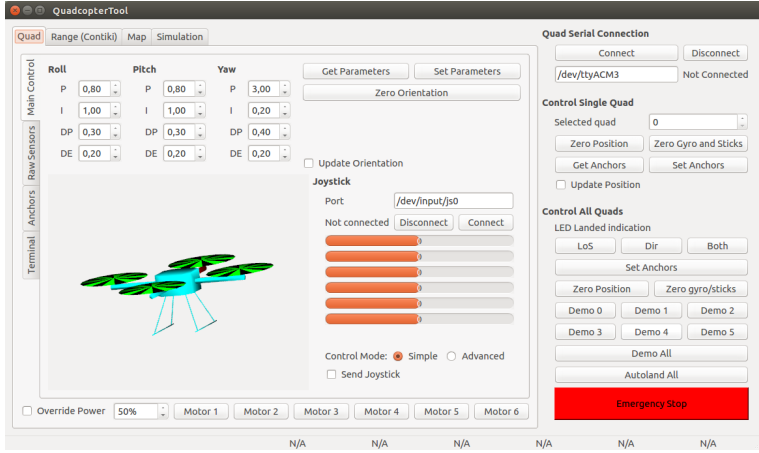 QuadcopterTool
Quad Range (Contiki) Map Simulation
Main Control
Raw Sensors
Anchors
Terminal
Roll Pitch Yaw
P 0,80 P 0,80 P 3,00
I 1,00 I 1,00 I 0,20
DP 0,30 DP 0,30 DP 0,40
DE 0,20 DE 0,20 DE 0,20
Get Parameters Set Parameters
Zero Orientation
Update Orientation
Joystick
Port /dev/input/js0
Not connected Disconnect Connect
Control Mode: Simple Advanced
Send Joystick
Override Power 50% Motor 1 Motor 2 Motor 3 Motor 4 Motor 5 Motor 6
Quad Serial Connection
Connect Disconnect
/dev/ttyACM3 Not Connected
Control Single Quad
Selected quad 0
Zero Position Zero Gyro and Sticks
Get Anchors Set Anchors
Update Position
Control All Quads
LED Landed indication
LoS Dir Both
Set Anchors
Zero Position Zero gyro/sticks
Demo 0 Demo 1 Demo 2
Demo 3 Demo 4 Demo 5
Demo All
Autoland All
Emergency Stop
N/A N/A N/A N/A N/A N/A